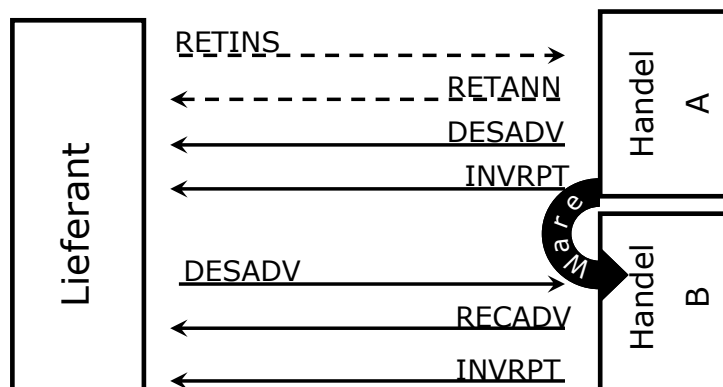 RETINS
RETANN
DESADV
INVRPT
Handel
A
Ware
Lieferant
DESADV
RECADV
INVRPT
Handel
B